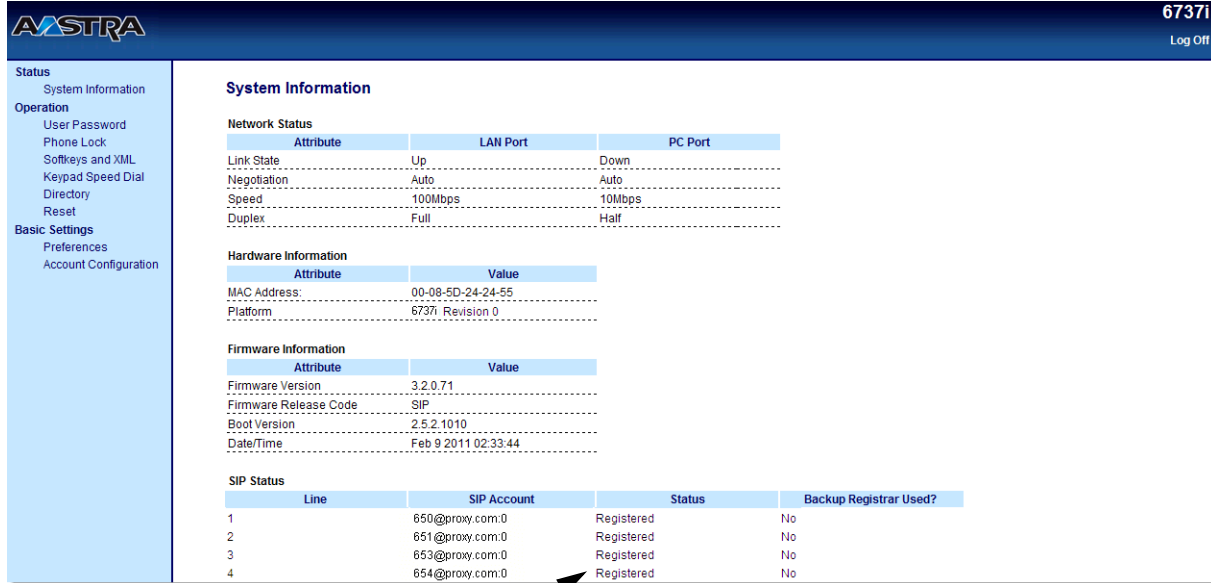 AASTRA
6737i
Log Off
Status
System Information
Operation
User Password
Phone Lock
Softkeys and XML
Keypad Speed Dial
Directory
Reset
Basic Settings
Preferences
Account Configuration
System Information
Network Status
Attribute LAN Port PC Port
Link State Up Down
Negotiation Auto Auto
Speed 100Mbps 10Mbps
Duplex Full Half
Hardware Information
Attribute Value
MAC Address: 00-08-5D-24-24-55
Platform 6737i Revision 0
Firmware Information
Attribute Value
Firmware Version 3.2.0.71
Firmware Release Code SIP
Boot Version 2.5.2.1010
Date/Time Feb 9 2011 02:33:44
SIP Status
Line SIP Account Status Backup Registrar Used?
1 650@proxy.com:0 Registered No
2 651@proxy.com:0 Registered No
3 653@proxy.com:0 Registered No
4 654@proxy.com:0 Registered No